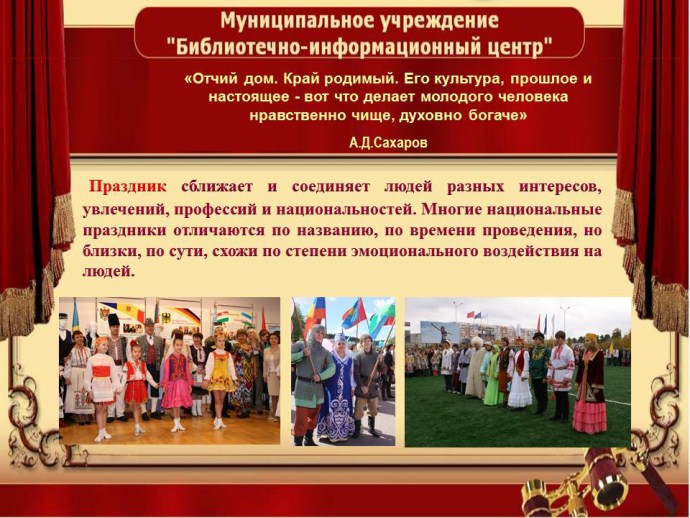 Муниципальное учреждение
"Библиотечно-информационный центр"
«Отчий дом. Край родимый. Его культура, прошлое и
настоящее - вот что делает молодого человека
нравственно чище, духовно богаче»
А.Д.Сахаров
Праздник сближает и соединяет людей разных интересов,
увлечений, профессий и национальностей. Многие национальные
праздники отличаются по названию, по времени проведения, но
близки, по сути, схожи по степени эмоционального воздействия на
людей.